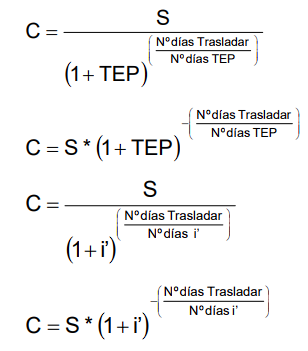 C = S / (1+ TEP)^(Nº días Trasladar / Nº días TEP)
C = S * (1+ TEP)^-(Nº días Trasladar / Nº días TEP)
C = S / (1+ i')^(Nº días Trasladar / Nº días i')
C = S * (1+ i')^-(Nº días Trasladar / Nº días i')